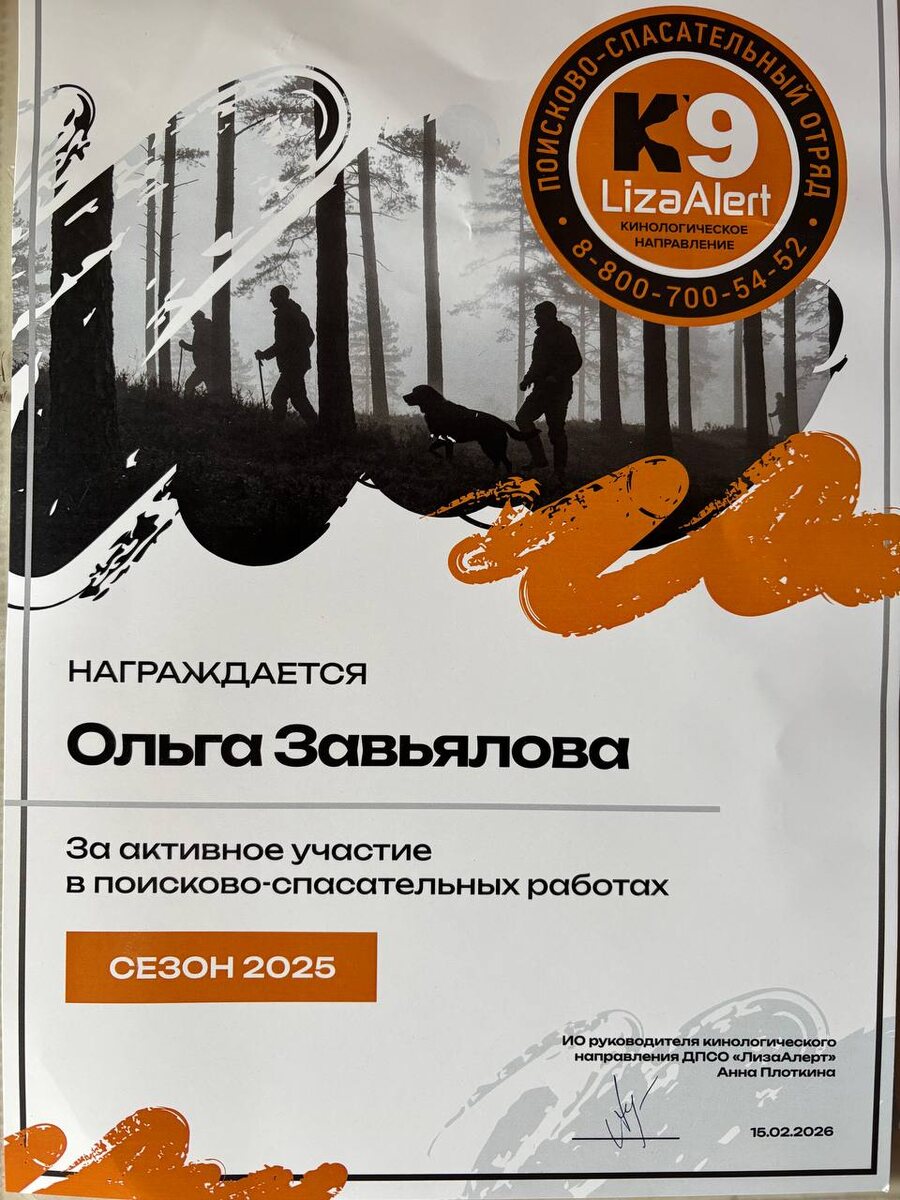 ПОИСКОВО-СПАСАТЕЛЬНЫЙ ОТРЯД
K9
LizaAlert
КИНОЛОГИЧЕСКОЕ
НАПРАВЛЕНИЕ
8-800-700-54-52
НАГРАЖДАЕТСЯ
Ольга Завьялова
За активное участие
в поисково-спасательных работах
СЕЗОН 2025
ИО руководителя кинологического
направления ДПСО «ЛизаАлерт»
Анна Плоткина
15.02.2026